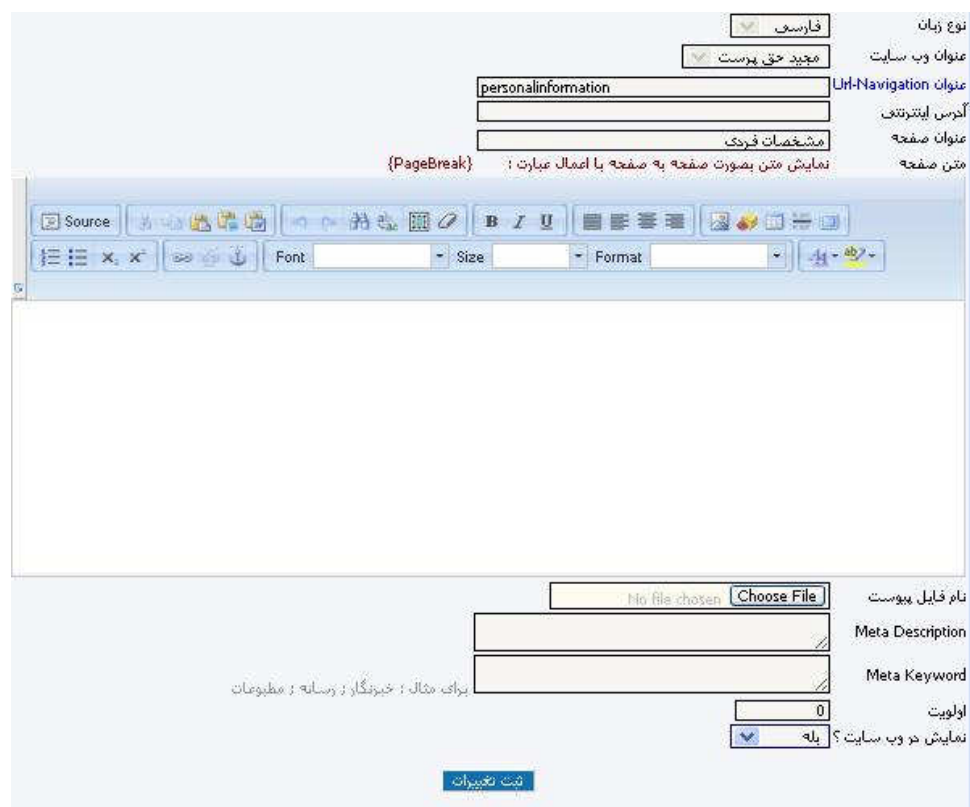 نوع زبان فارسی
عنوان وب سایت مجید حق پرست
عنوان Url-Navigation personalinformation
آدرس اینترنتی
عنوان صفحه مشخصات فردی
متن صفحه نمایش متن بصورت صفحه به صفحه با اعمال عبارت : {PageBreak}
Source B I U
Font Size Format
نام فایل پیوست Choose File No file chosen
Meta Description
Meta Keyword برای مثال : خبرنگار ; رسانه ; مطبوعات
اولویت 0
نمایش در وب سایت ؟ بله
ثبت تغییرات